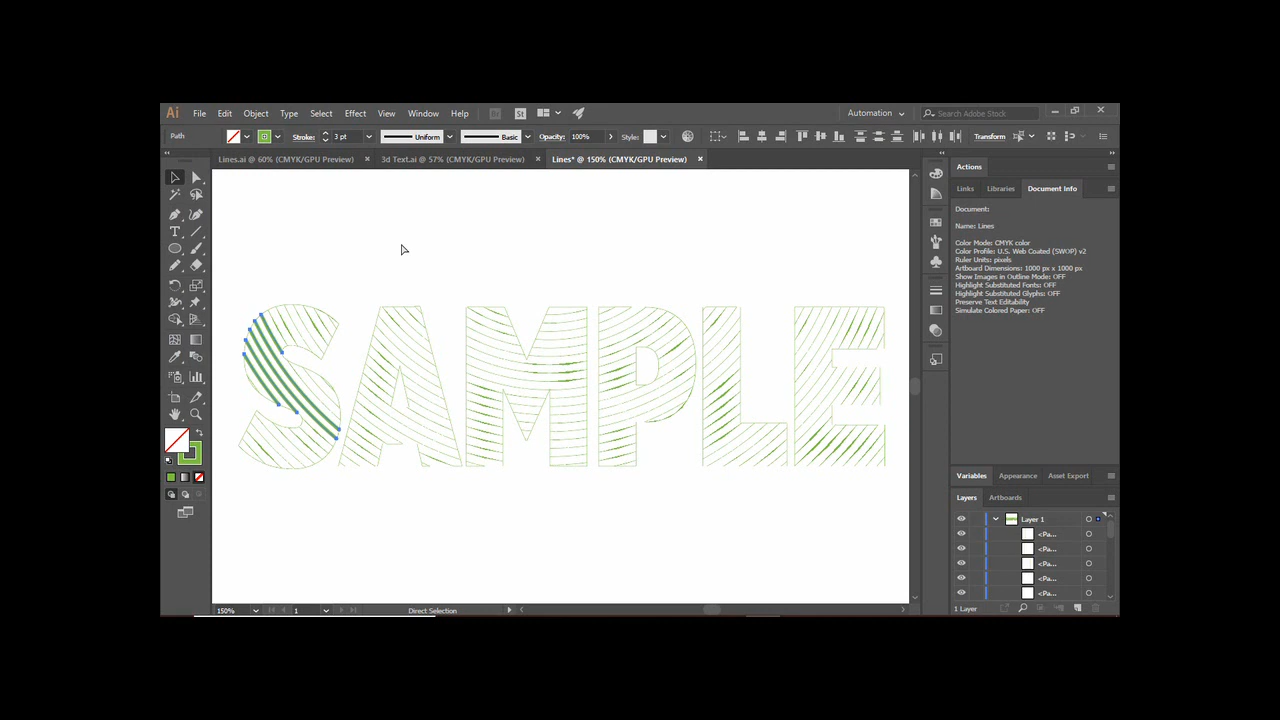 Ai File Edit Object Type Select Effect View Window Help Br St Automation Search Adobe Stock
Path Stroke: 3 pt Uniform Basic Opacity: 100% Style: Transform
Lines.ai @ 60% (CMYK/GPU Preview) 3d Text.ai @ 57% (CMYK/GPU Preview) Lines* @ 150% (CMYK/GPU Preview)
Actions
Links Libraries Document Info
Document:
Name: Lines
Color Mode: CMYK color
Color Profile: U.S. Web Coated (SWOP) v2
Ruler Units: pixels
Artboard Dimensions: 1000 px x 1000 px
Show Images in Outline Mode: OFF
Highlight Substituted Fonts: OFF
Highlight Substituted Glyphs: OFF
Preserve Text Editability
Simulate Colored Paper: OFF
SAMPLE
Variables Appearance Asset Export
Layers Artboards
Layer 1
<Pa...
<Pa...
<Pa...
<Pa...
<Pa...
150% 1 Direct Selection 1 Layer